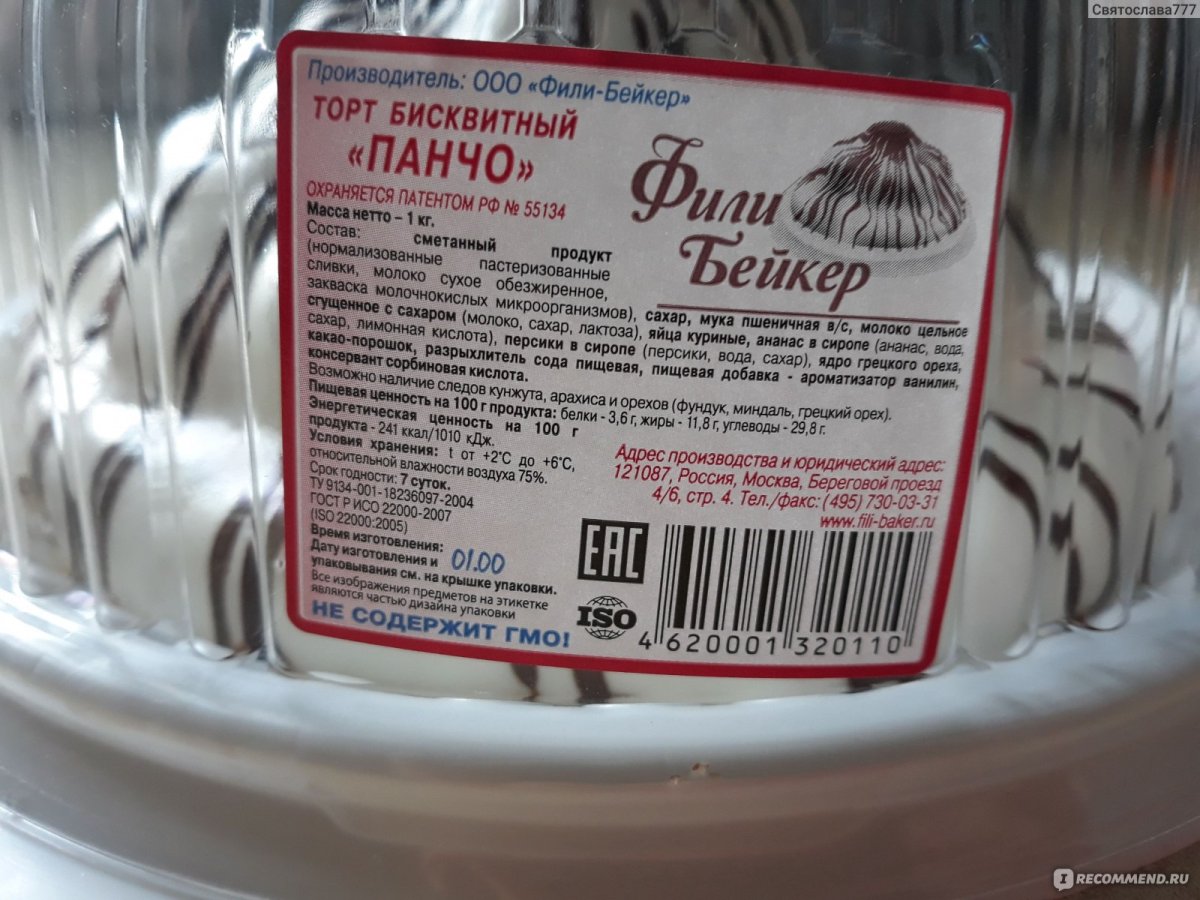 Святослава777
Производитель: ООО «Фили-Бейкер»
ТОРТ БИСКВИТНЫЙ
«ПАНЧО»
ОХРАНЯЕТСЯ ПАТЕНТОМ РФ № 55134
Фили
Бейкер
Масса нетто – 1 кг.
Состав: сметанный продукт
(нормализованные пастеризованные
сливки, молоко сухое обезжиренное,
закваска молочнокислых микроорганизмов), сахар, мука пшеничная в/с, молоко цельное
сгущенное с сахаром (молоко, сахар, лактоза), яйца куриные, ананас в сиропе (ананас, вода,
сахар, лимонная кислота), персики в сиропе (персики, вода, сахар), ядро грецкого ореха,
какао-порошок, разрыхлитель сода пищевая, пищевая добавка - ароматизатор ванилин,
консервант сорбиновая кислота.
Возможно наличие следов кунжута, арахиса и орехов (фундук, миндаль, грецкий орех).
Пищевая ценность на 100 г продукта: белки - 3,6 г, жиры - 11,8 г, углеводы - 29,8 г.
Энергетическая ценность на 100 г
продукта - 241 ккал/1010 кДж.
Условия хранения: t от +2°C до +6°C,
относительной влажности воздуха 75%.
Срок годности: 7 суток.
ТУ 9134-001-18236097-2004
ГОСТ Р ИСО 22000-2007
(ISO 22000:2005)
Время изготовления: 01.00
Дату изготовления и
упаковывания см. на крышке упаковки.
Все изображения предметов на этикетке
являются частью дизайна упаковки
НЕ СОДЕРЖИТ ГМО!
Адрес производства и юридический адрес:
121087, Россия, Москва, Береговой проезд
4/6, стр. 4. Тел./факс: (495) 730-03-31
www.fili-baker.ru
EAC
ISO
4 620001 320110
IRECOMMEND.RU